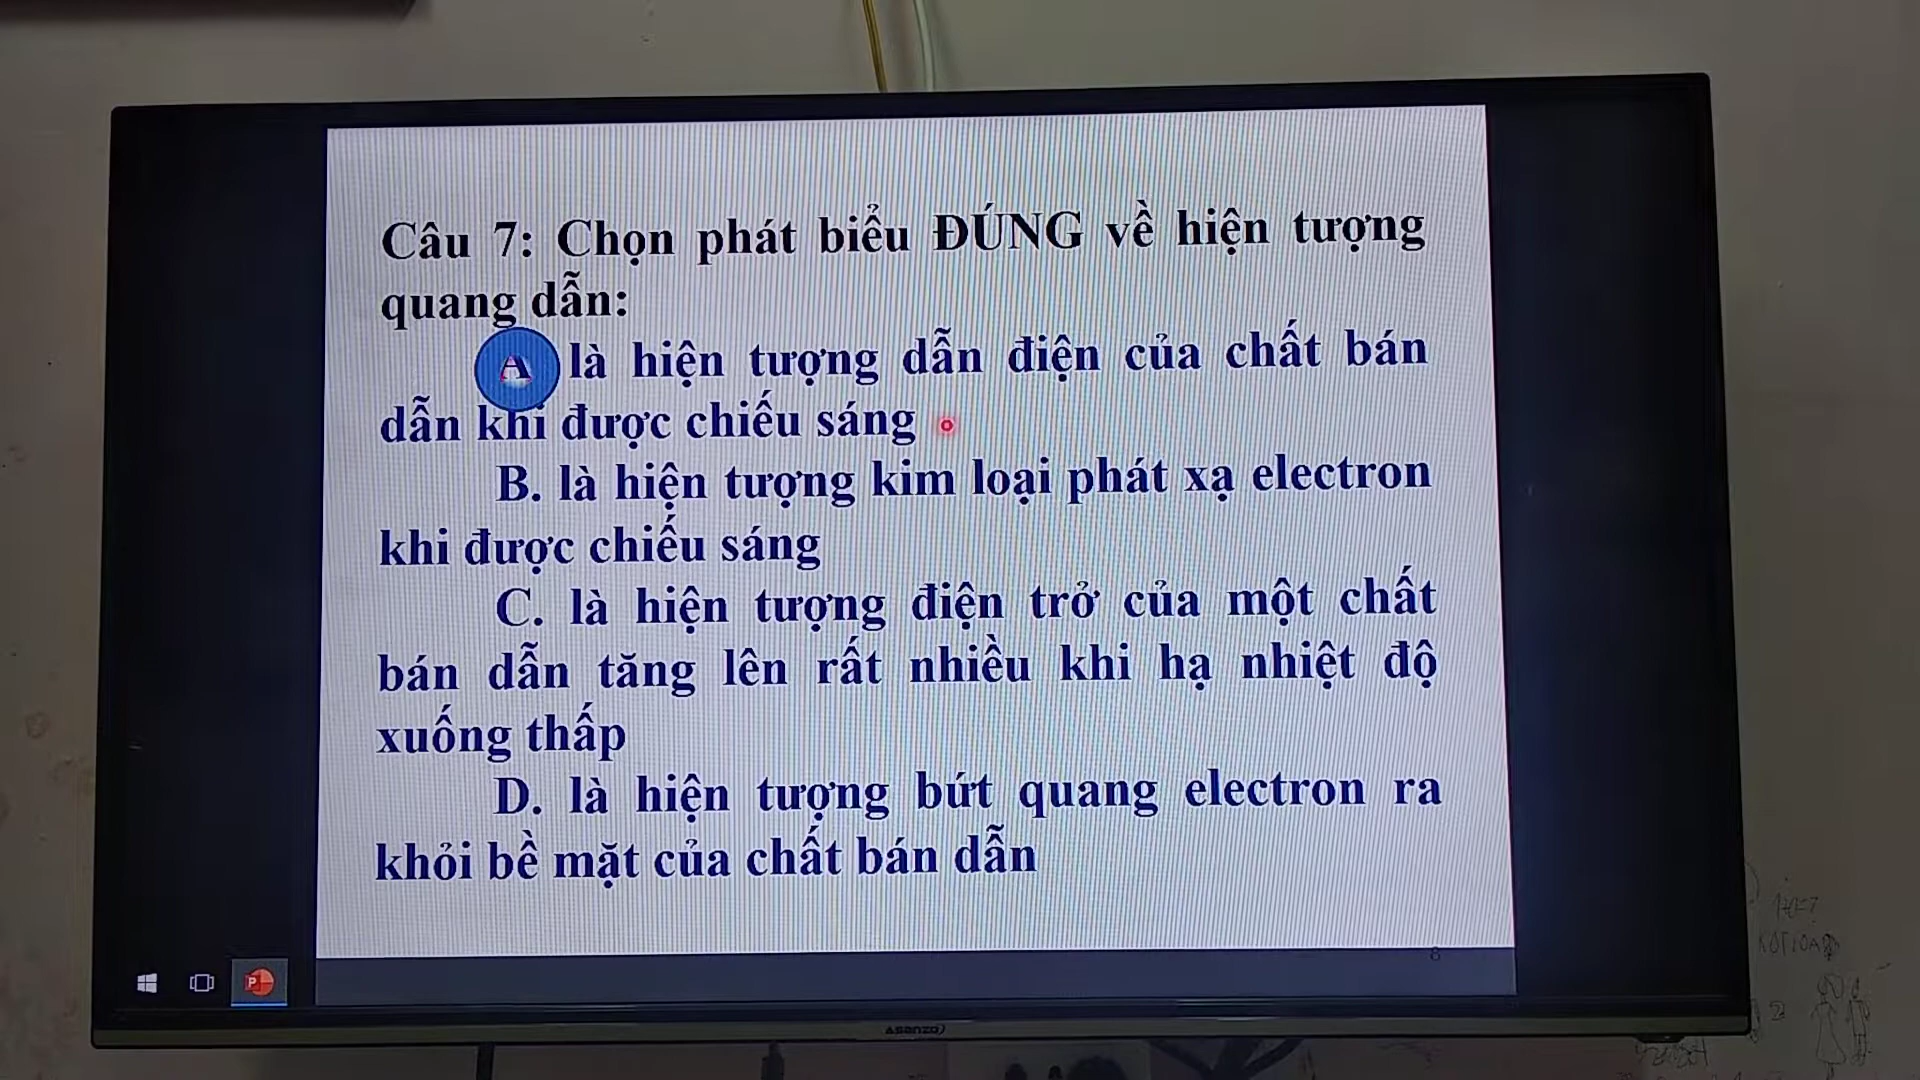 Câu 7: Chọn phát biểu ĐÚNG về hiện tượng
quang dẫn:
A là hiện tượng dẫn điện của chất bán
dẫn khi được chiếu sáng
B. là hiện tượng kim loại phát xạ electron
khi được chiếu sáng
C. là hiện tượng điện trở của một chất
bán dẫn tăng lên rất nhiều khi hạ nhiệt độ
xuống thấp
D. là hiện tượng bứt quang electron ra
khỏi bề mặt của chất bán dẫn
8
P
Asanzo